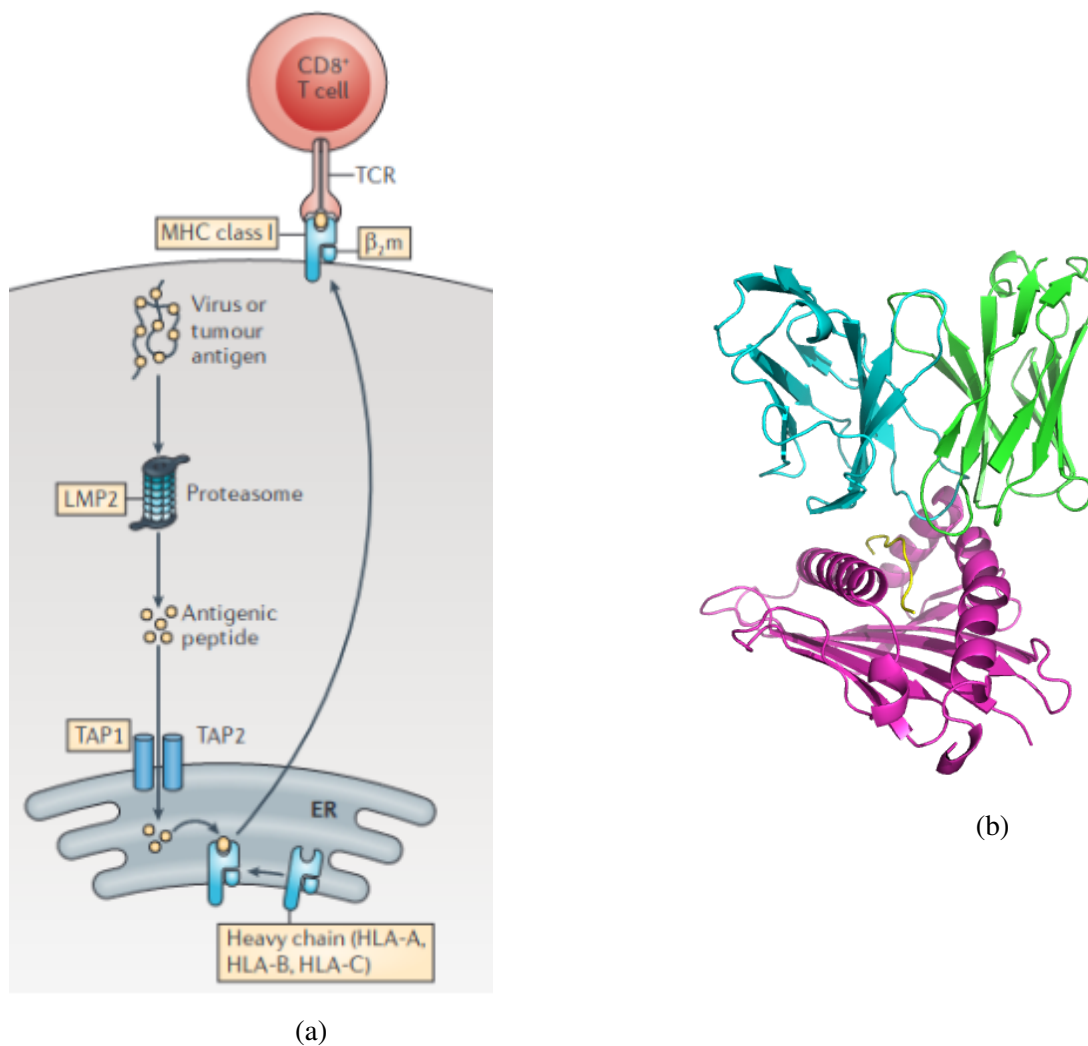 CD8⁺
T cell
TCR
MHC class I
β₂m
Virus or
tumour
antigen
LMP2
Proteasome
Antigenic
peptide
TAP1
TAP2
ER
Heavy chain (HLA-A,
HLA-B, HLA-C)
(a)
(b)